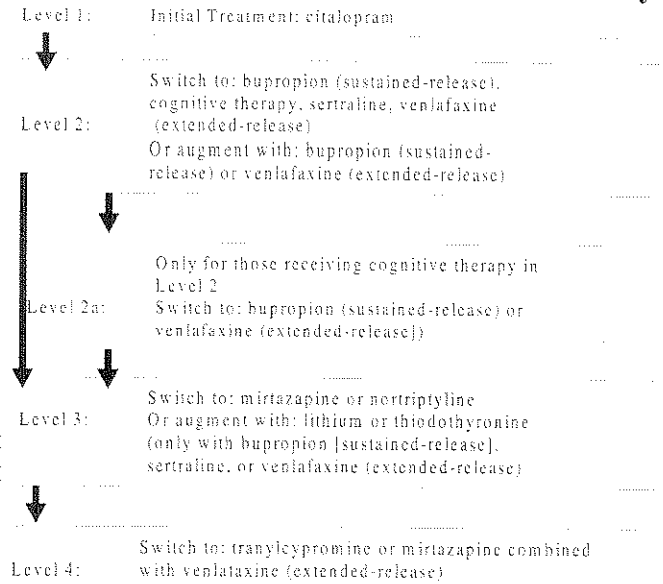 Level 1: Initial Treatment: citalopram
Switch to: bupropion (sustained-release),
cognitive therapy, sertraline, venlafaxine
Level 2: (extended-release)
Or augment with: bupropion (sustained-
release) or venlafaxine (extended-release)
Only for those receiving cognitive therapy in
Level 2
Level 2a: Switch to: bupropion (sustained-release) or
venlafaxine (extended-release])
Switch to: mirtazapine or nortriptyline
Level 3: Or augment with: lithium or thiodothyronine
(only with bupropion [sustained-release],
sertraline, or venlafaxine (extended-release)
Switch to: tranylcypromine or mirtazapine combined
Level 4: with venlataxine (extended-release)